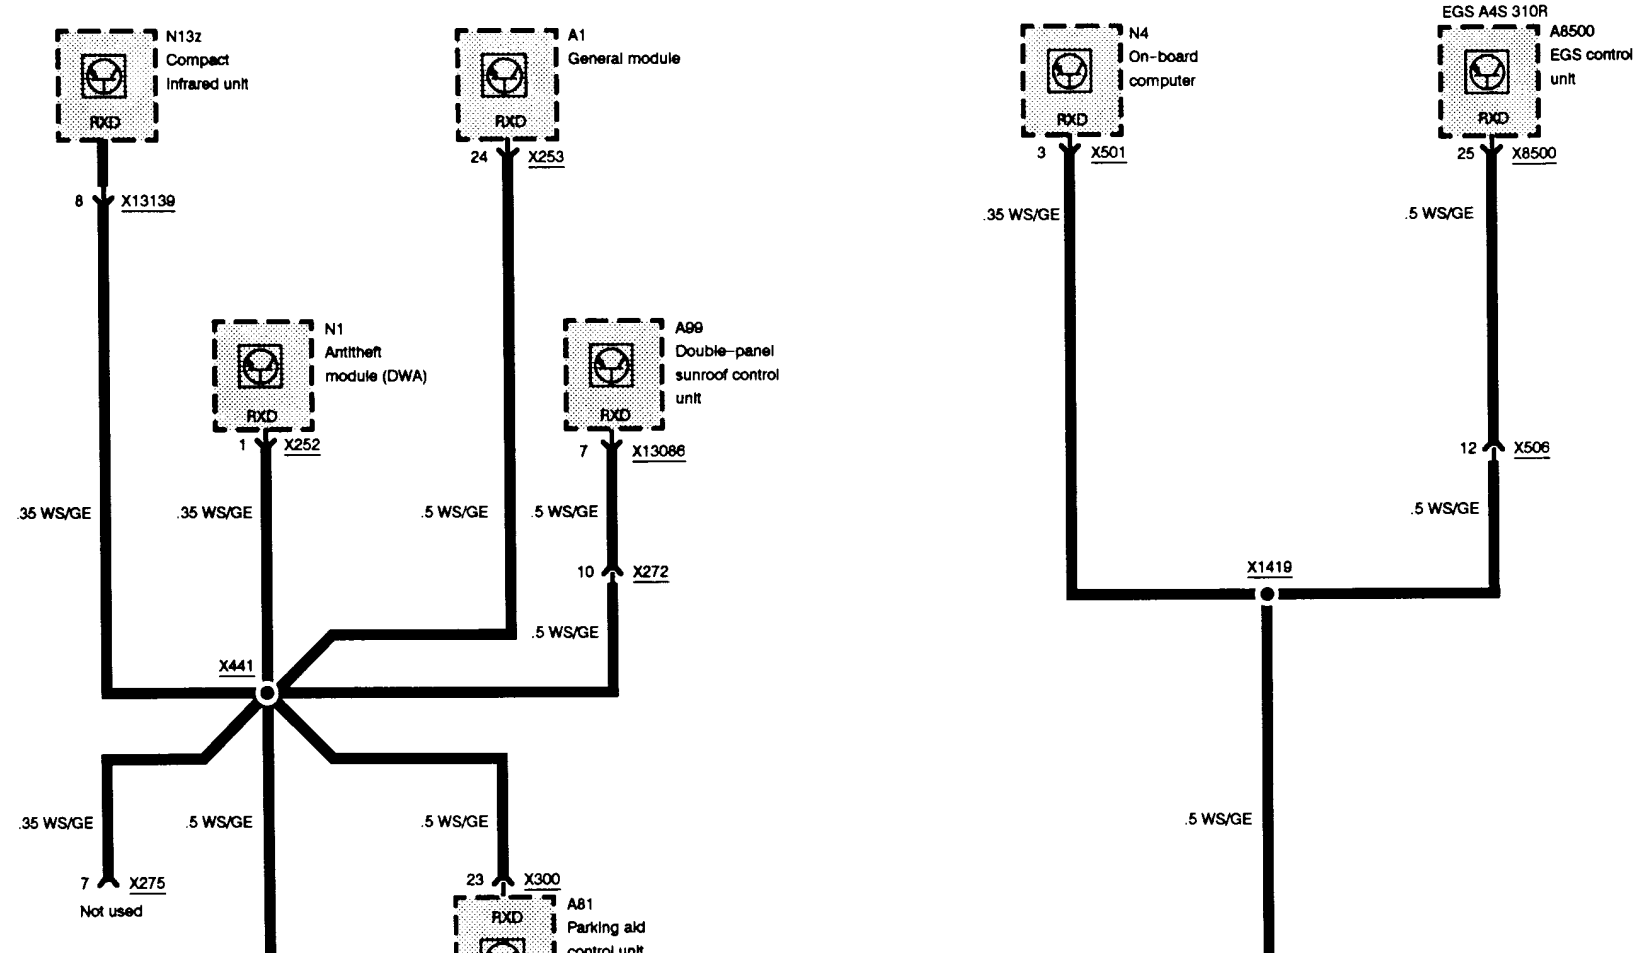 N13z
Compact
Infrared unit
RXD
8 X13139
A1
General module
RXD
24 X253
N4
On-board
computer
RXD
3 X501
.35 WS/GE
EGS A4S 310R
A8500
EGS control
unit
RXD
25 X8500
.5 WS/GE
N1
Antitheft
module (DWA)
RXD
1 X252
A99
Double-panel
sunroof control
unit
RXD
7 X13086
12 X506
.5 WS/GE
.35 WS/GE
.35 WS/GE
.5 WS/GE
.5 WS/GE
10 X272
.5 WS/GE
X1419
X441
.35 WS/GE
.5 WS/GE
.5 WS/GE
.5 WS/GE
7 X275
Not used
23 X300
RXD
A81
Parking aid
control unit